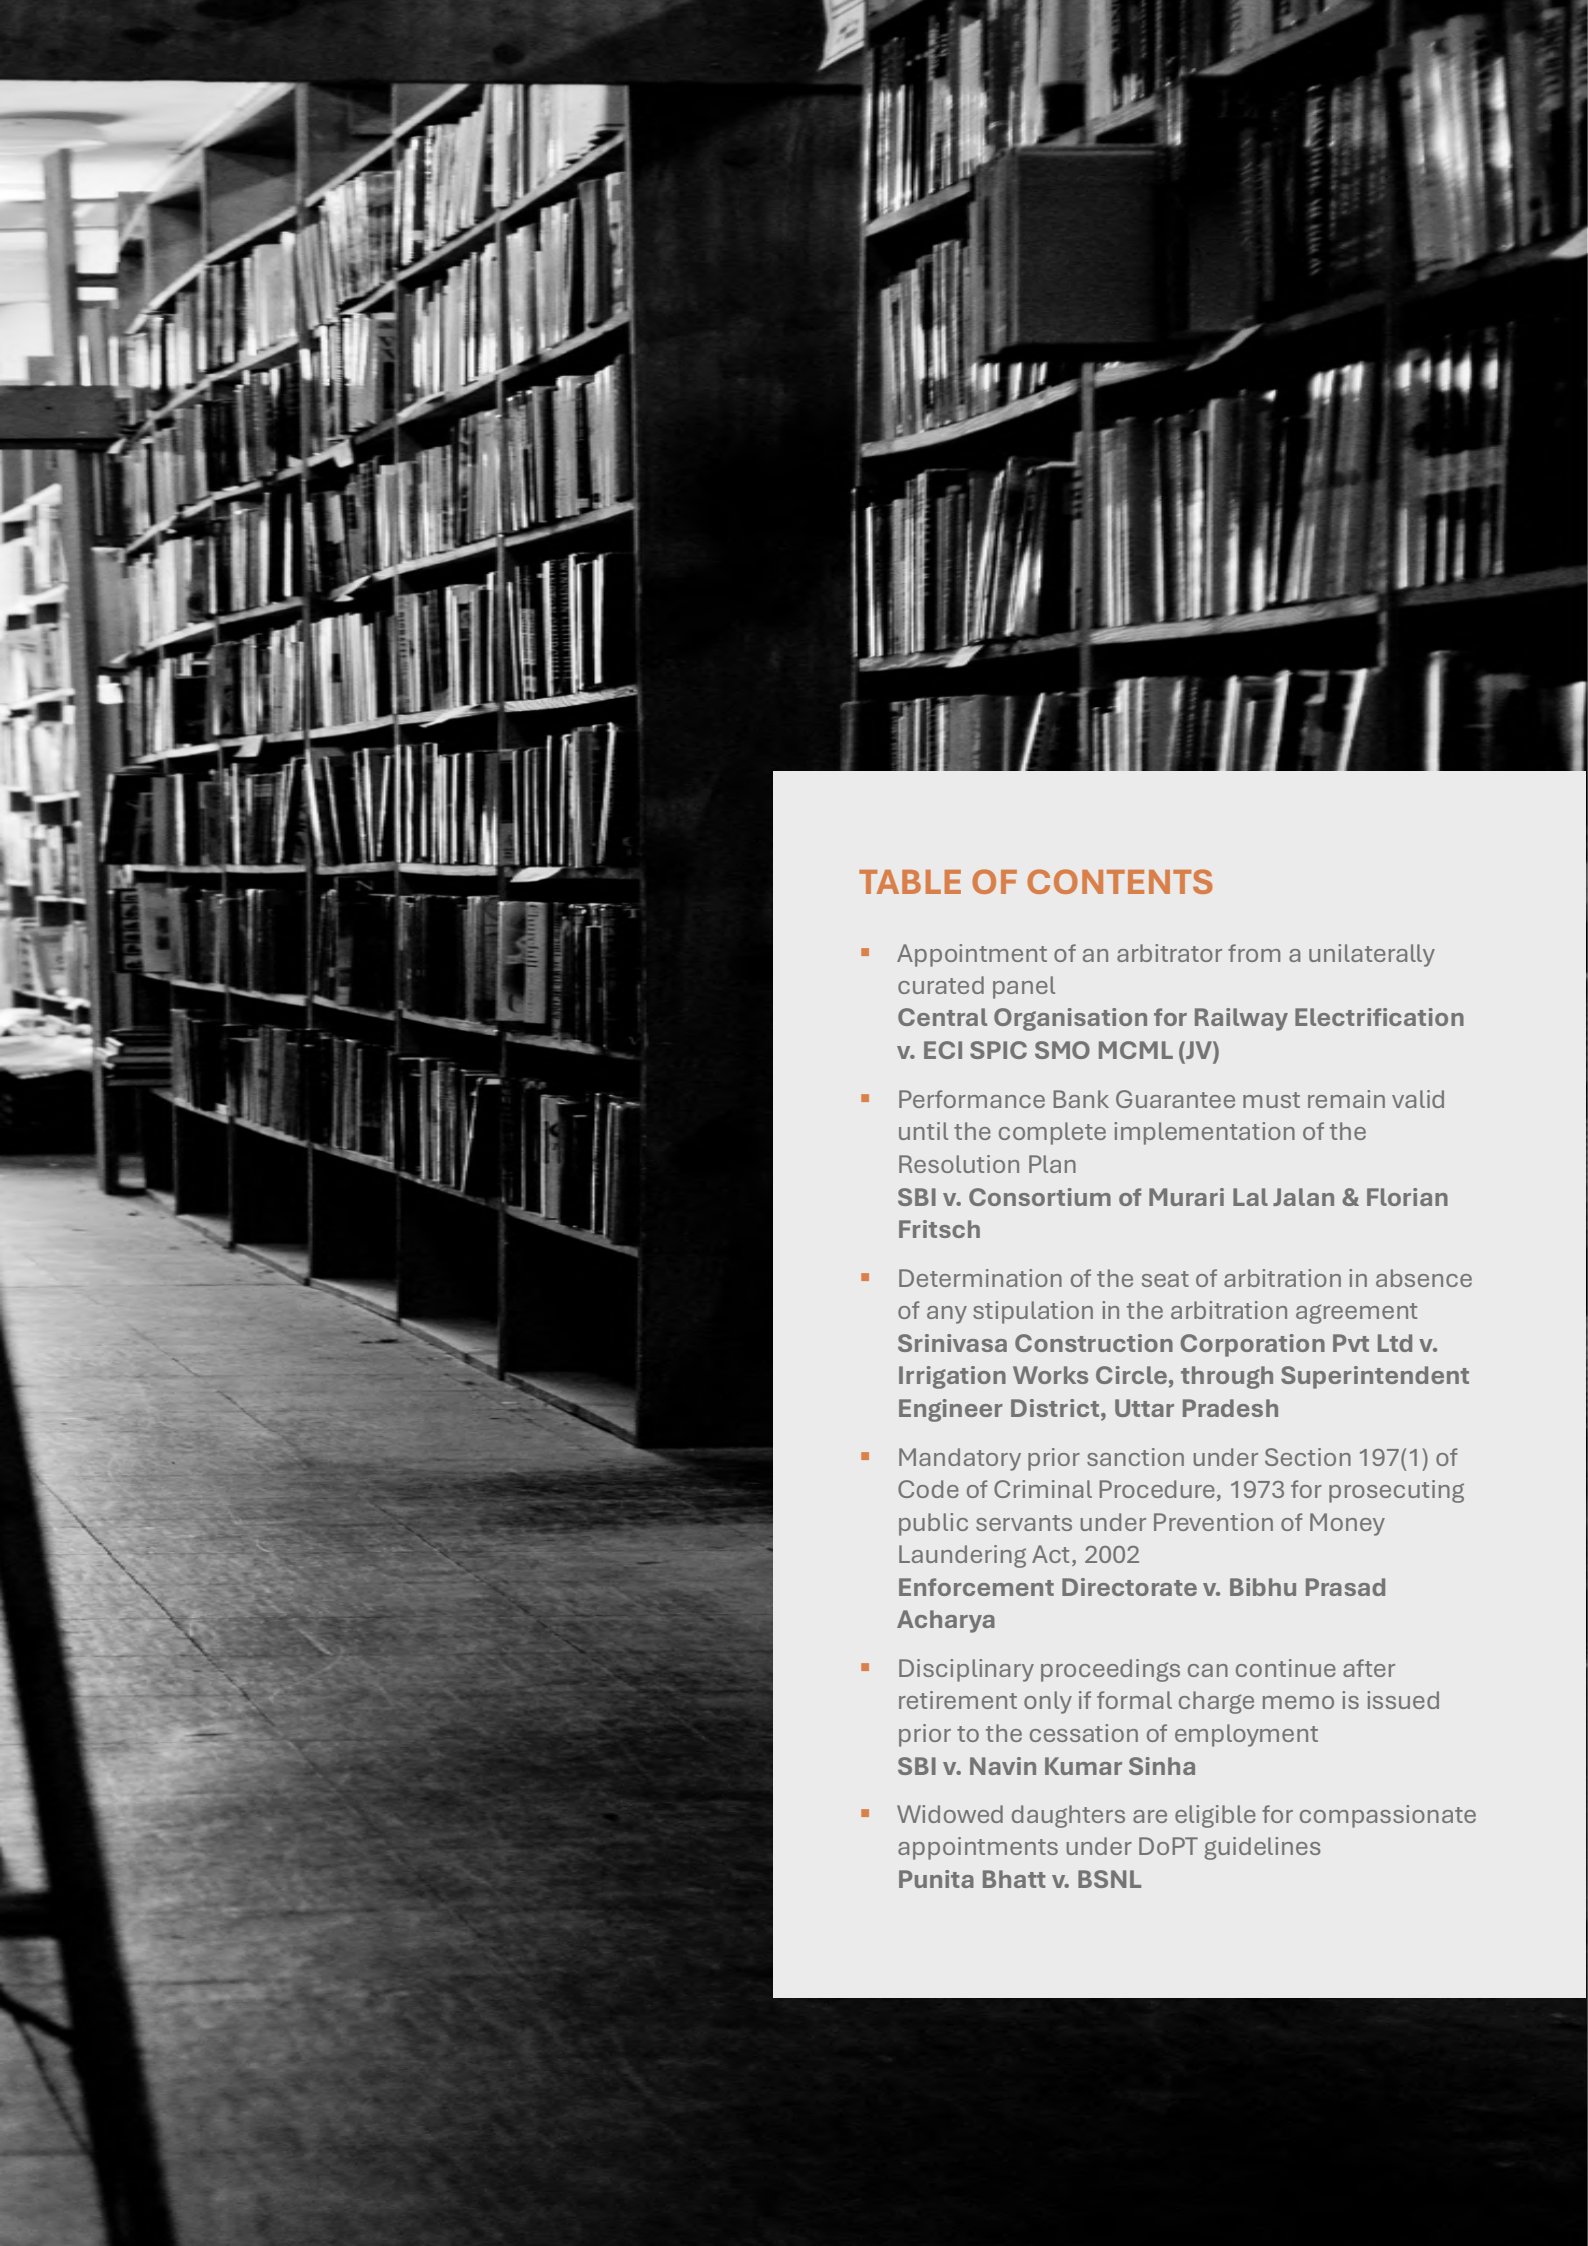 TABLE OF CONTENTS
▪ Appointment of an arbitrator from a unilaterally
curated panel
Central Organisation for Railway Electrification
v. ECI SPIC SMO MCML (JV)
▪ Performance Bank Guarantee must remain valid
until the complete implementation of the
Resolution Plan
SBI v. Consortium of Murari Lal Jalan & Florian
Fritsch
▪ Determination of the seat of arbitration in absence
of any stipulation in the arbitration agreement
Srinivasa Construction Corporation Pvt Ltd v.
Irrigation Works Circle, through Superintendent
Engineer District, Uttar Pradesh
▪ Mandatory prior sanction under Section 197(1) of
Code of Criminal Procedure, 1973 for prosecuting
public servants under Prevention of Money
Laundering Act, 2002
Enforcement Directorate v. Bibhu Prasad
Acharya
▪ Disciplinary proceedings can continue after
retirement only if formal charge memo is issued
prior to the cessation of employment
SBI v. Navin Kumar Sinha
▪ Widowed daughters are eligible for compassionate
appointments under DoPT guidelines
Punita Bhatt v. BSNL